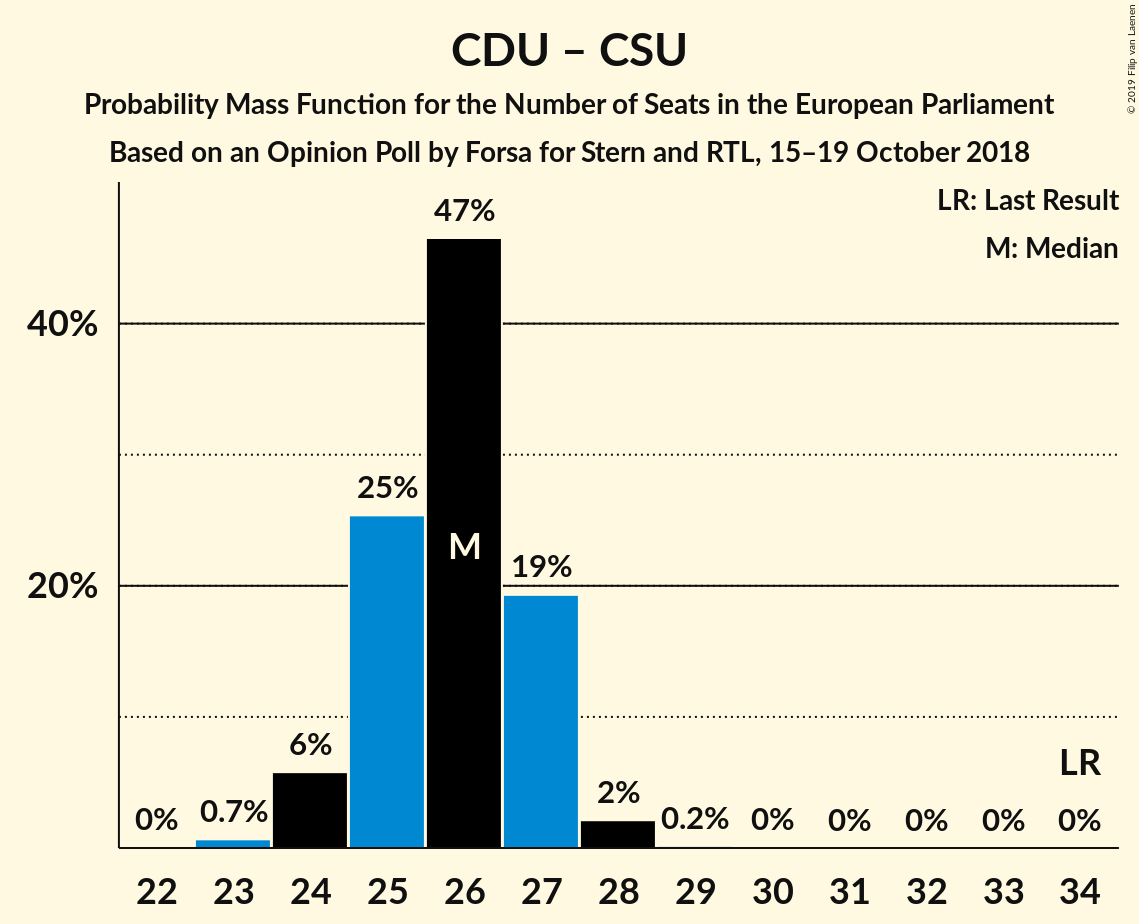 CDU – CSU
Probability Mass Function for the Number of Seats in the European Parliament
Based on an Opinion Poll by Forsa for Stern and RTL, 15–19 October 2018
© 2019 Filip van Laenen
LR: Last Result
M: Median
40%
20%
0%
0.7%
6%
25%
47%
M
19%
2%
0.2%
0%
0%
0%
0%
LR
0%
22 23 24 25 26 27 28 29 30 31 32 33 34